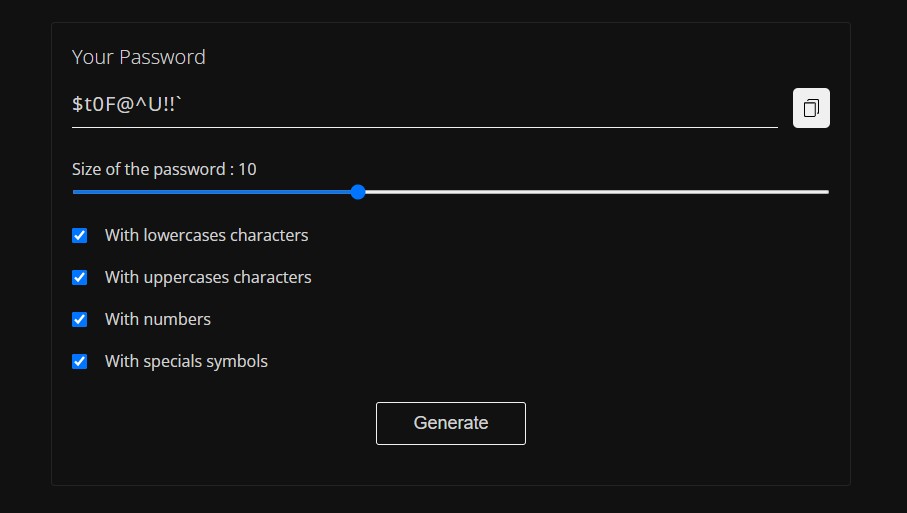 Your Password
$t0F@^U!!`
Size of the password : 10
With lowercases characters
With uppercases characters
With numbers
With specials symbols
Generate